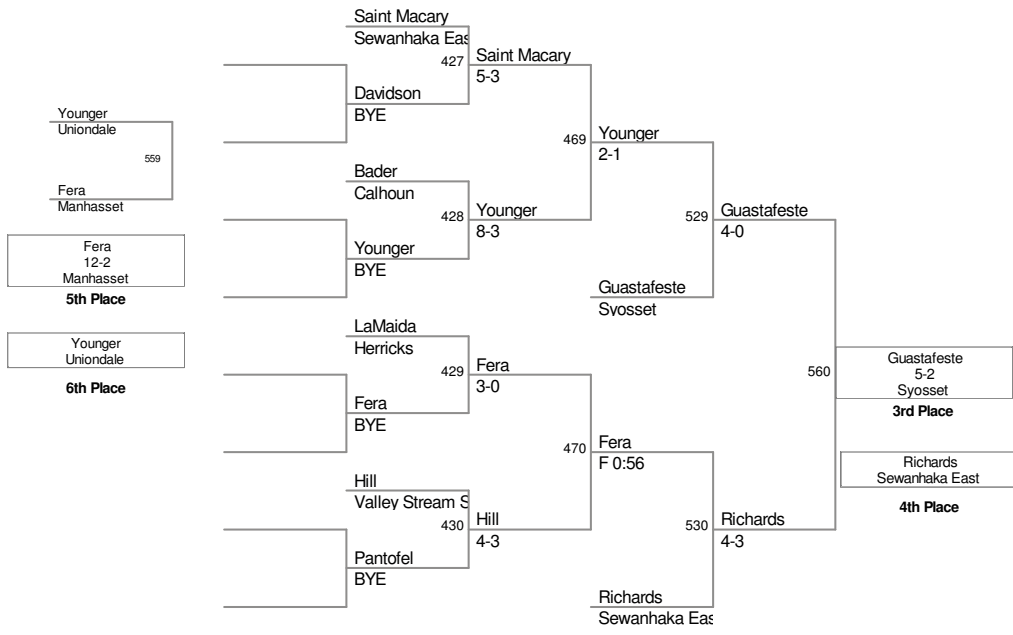 Saint Macary
Sewanhaka Eas
427
Saint Macary
5-3
Davidson
BYE
469
Younger
2-1
Bader
Calhoun
428
Younger
8-3
Younger
BYE
529
Guastafeste
4-0
Guastafeste
Syosset
LaMaida
Herricks
429
Fera
3-0
Fera
BYE
470
Fera
F 0:56
Hill
Valley Stream S
430
Hill
4-3
Pantofel
BYE
530
Richards
4-3
Richards
Sewanhaka Eas
560
Guastafeste
5-2
Syosset
3rd Place
Richards
Sewanhaka East
4th Place
Younger
Uniondale
559
Fera
Manhasset
Fera
12-2
Manhasset
5th Place
Younger
Uniondale
6th Place